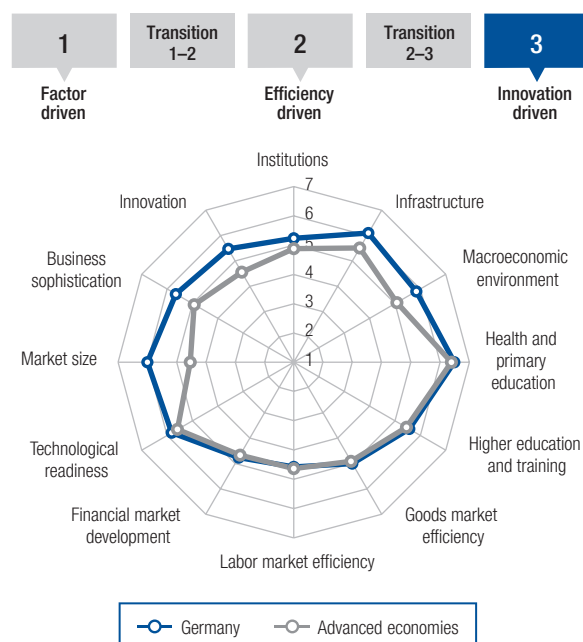 1
Transition
1–2
2
Transition
2–3
3
Factor
driven
Efficiency
driven
Innovation
driven
Institutions
Innovation
Infrastructure
Business
sophistication
Macroeconomic
environment
Market size
Health and
primary
education
Technological
readiness
Higher education
and training
Financial market
development
Goods market
efficiency
Labor market efficiency
7
6
5
4
3
2
1
Germany
Advanced economies